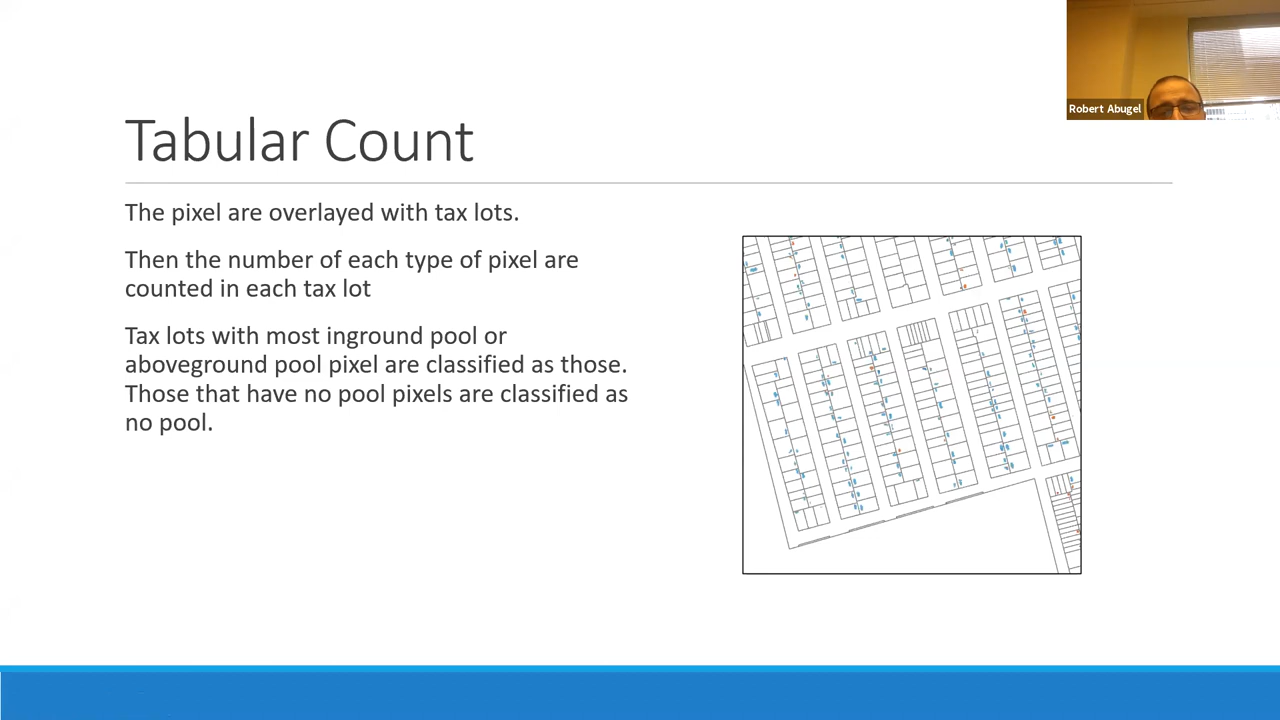 Robert Abugel
Tabular Count
The pixel are overlayed with tax lots.
Then the number of each type of pixel are
counted in each tax lot
Tax lots with most inground pool or
aboveground pool pixel are classified as those.
Those that have no pool pixels are classified as
no pool.